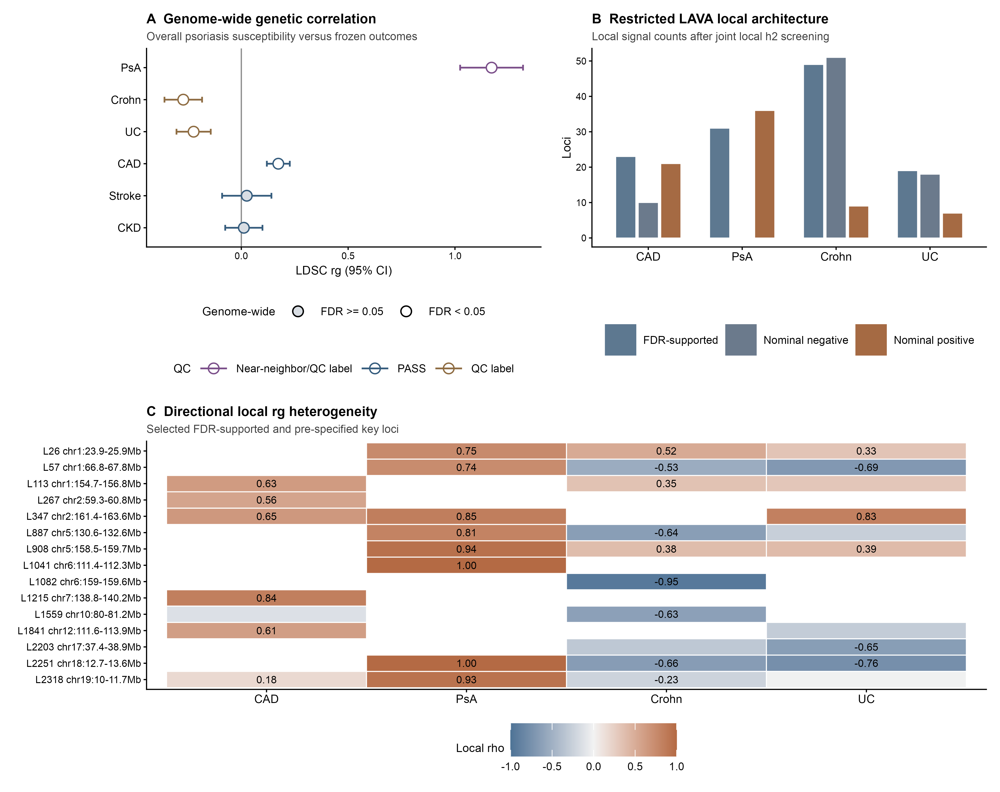 A Genome-wide genetic correlation
Overall psoriasis susceptibility versus frozen outcomes
PsA
Crohn
UC
CAD
Stroke
CKD
0.0 0.5 1.0
LDSC rg (95% CI)
Genome-wide FDR >= 0.05 FDR < 0.05
QC Near-neighbor/QC label PASS QC label
B Restricted LAVA local architecture
Local signal counts after joint local h2 screening
Loci
50
40
30
20
10
0
CAD PsA Crohn UC
FDR-supported Nominal negative Nominal positive
C Directional local rg heterogeneity
Selected FDR-supported and pre-specified key loci
L26 chr1:23.9-25.9Mb 0.75 0.52 0.33
L57 chr1:66.8-67.8Mb 0.74 -0.53 -0.69
L113 chr1:154.7-156.8Mb 0.63 0.35
L267 chr2:59.3-60.8Mb 0.56
L347 chr2:161.4-163.6Mb 0.65 0.85 0.83
L887 chr5:130.6-132.6Mb 0.81 -0.64
L908 chr5:158.5-159.7Mb 0.94 0.38 0.39
L1041 chr6:111.4-112.3Mb 1.00
L1082 chr6:159-159.6Mb -0.95
L1215 chr7:138.8-140.2Mb 0.84
L1559 chr10:80-81.2Mb -0.63
L1841 chr12:111.6-113.9Mb 0.61
L2203 chr17:37.4-38.9Mb -0.65
L2251 chr18:12.7-13.6Mb 1.00 -0.66 -0.76
L2318 chr19:10-11.7Mb 0.18 0.93 -0.23
CAD PsA Crohn UC
Local rho
-1.0 -0.5 0.0 0.5 1.0